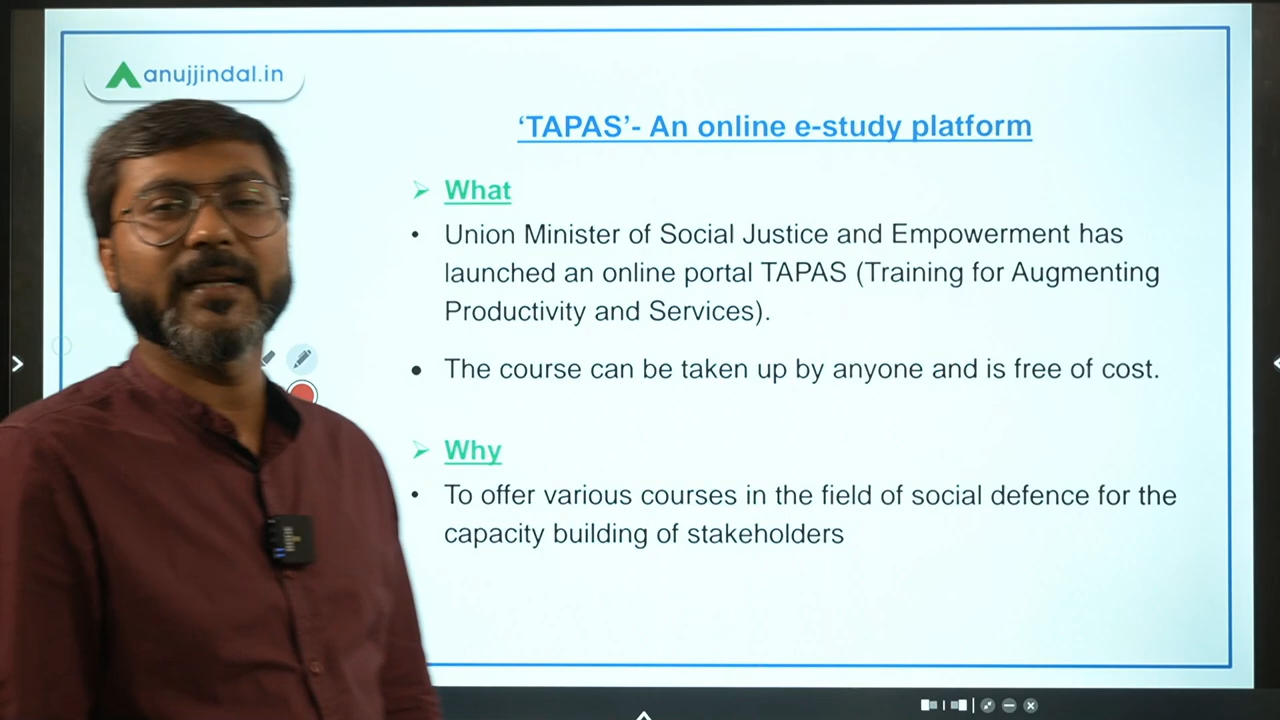 anujjindal.in
‘TAPAS’- An online e-study platform
What
Union Minister of Social Justice and Empowerment has
launched an online portal TAPAS (Training for Augmenting
Productivity and Services).
The course can be taken up by anyone and is free of cost.
Why
To offer various courses in the field of social defence for the
capacity building of stakeholders